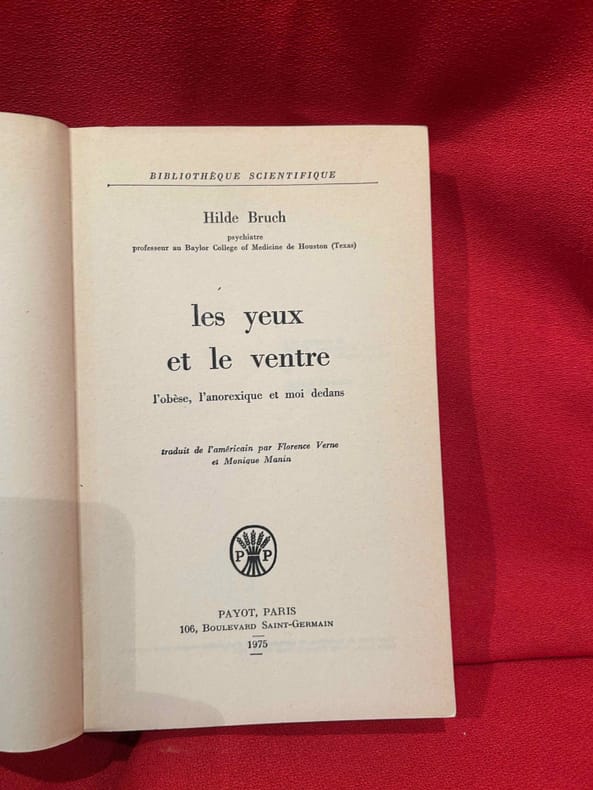 BIBLIOTHÈQUE SCIENTIFIQUE
Hilde Bruch
psychiatre
professeur au Baylor College of Medicine de Houston (Texas)
les yeux
et le ventre
l'obèse, l'anorexique et moi dedans
traduit de l'américain par Florence Verne
et Monique Manin
P P
PAYOT, PARIS
106, Boulevard Saint-Germain
1975